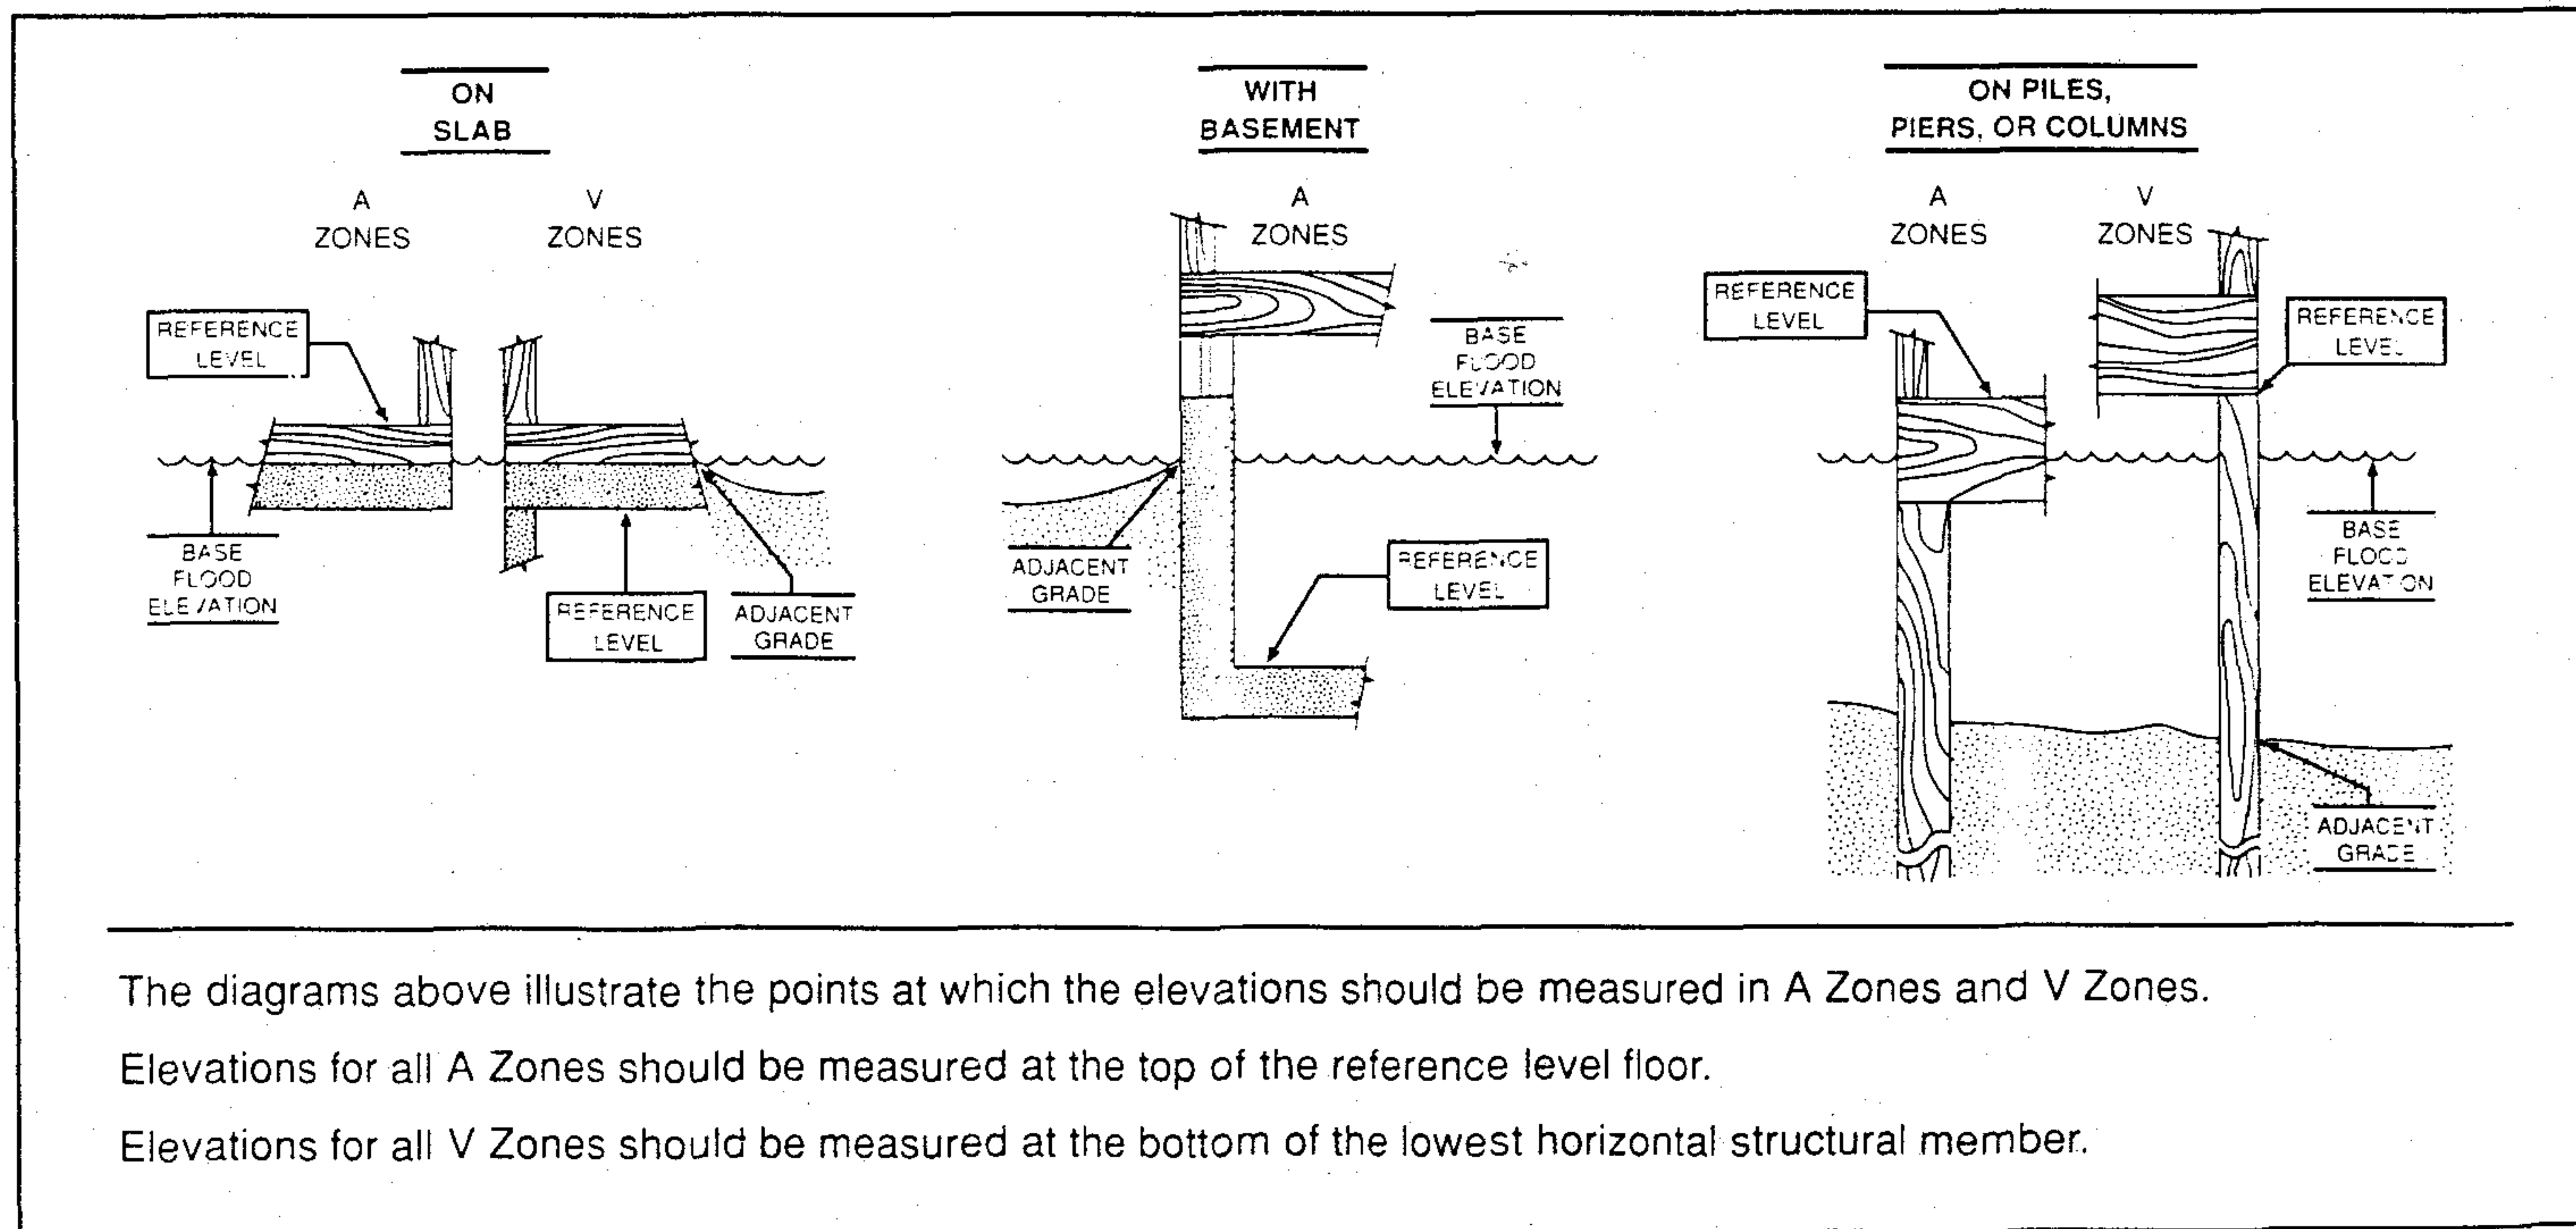 ON
SLAB
A
ZONES
V
ZONES
REFERENCE
LEVEL
BASE
FLOOD
ELEVATION
REFERENCE
LEVEL
ADJACENT
GRADE
WITH
BASEMENT
A
ZONES
BASE
FLOOD
ELEVATION
ADJACENT
GRADE
REFERENCE
LEVEL
ON PILES,
PIERS, OR COLUMNS
A
ZONES
V
ZONES
REFERENCE
LEVEL
REFERENCE
LEVEL
BASE
FLOOD
ELEVATION
ADJACENT
GRADE
The diagrams above illustrate the points at which the elevations should be measured in A Zones and V Zones.
Elevations for all A Zones should be measured at the top of the reference level floor.
Elevations for all V Zones should be measured at the bottom of the lowest horizontal structural member.